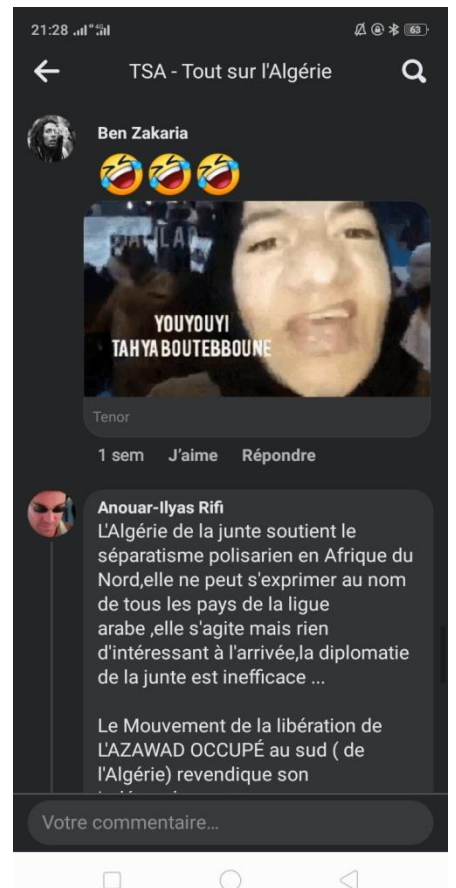 21:28
63
TSA - Tout sur l'Algérie
Ben Zakaria
YOUYOUYI
TAHYA BOUTEBBOUNE
Tenor
1 sem J'aime Répondre
Anouar-Ilyas Rifi
L'Algérie de la junte soutient le
séparatisme polisarien en Afrique du
Nord,elle ne peut s'exprimer au nom
de tous les pays de la ligue
arabe ,elle s'agite mais rien
d'intéressant à l'arrivée,la diplomatie
de la junte est inefficace ...
Le Mouvement de la libération de
L'AZAWAD OCCUPÉ au sud ( de
l'Algérie) revendique son
Votre commentaire...